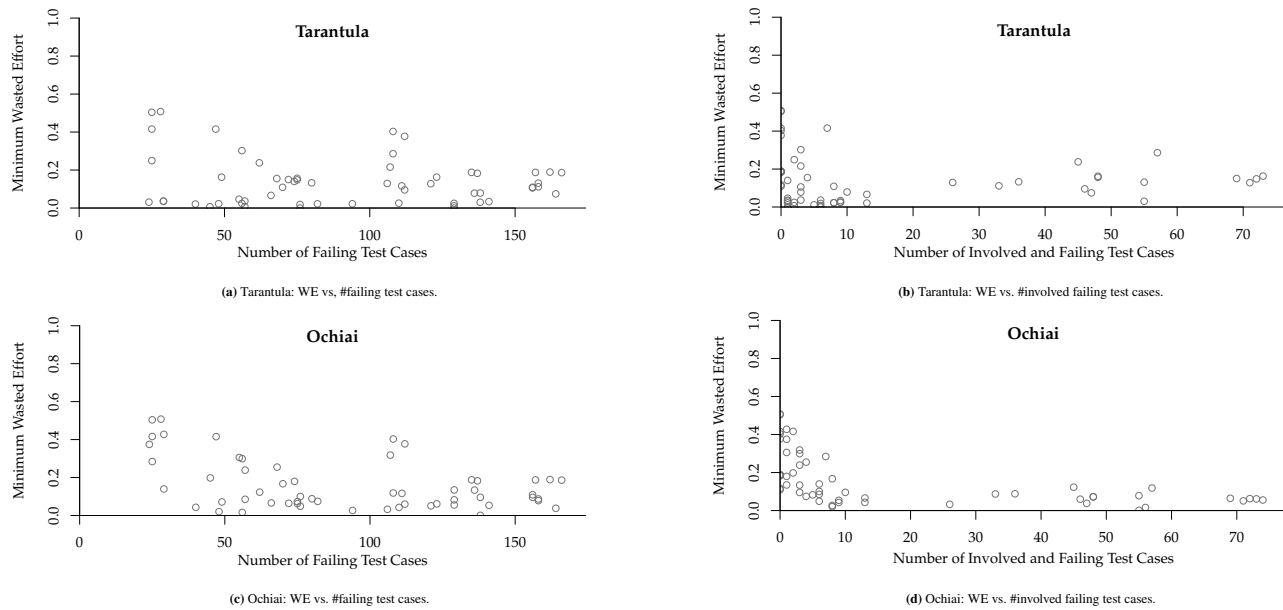 Tarantula
Minimum Wasted Effort
0.0 0.2 0.4 0.6 0.8 1.0
0 50 100 150
Number of Failing Test Cases
(a) Tarantula: WE vs, #failing test cases.
Tarantula
Minimum Wasted Effort
0.0 0.2 0.4 0.6 0.8 1.0
0 10 20 30 40 50 60 70
Number of Involved and Failing Test Cases
(b) Tarantula: WE vs. #involved failing test cases.
Ochiai
Minimum Wasted Effort
0.0 0.2 0.4 0.6 0.8 1.0
0 50 100 150
Number of Failing Test Cases
(c) Ochiai: WE vs. #failing test cases.
Ochiai
Minimum Wasted Effort
0.0 0.2 0.4 0.6 0.8 1.0
0 10 20 30 40 50 60 70
Number of Involved and Failing Test Cases
(d) Ochiai: WE vs. #involved failing test cases.